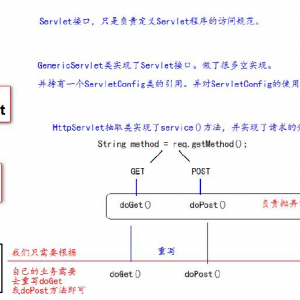 Servlet接口，只是负责定义Servlet程序的访问规范。
GenericServlet类实现了Servlet接口。做了很多空实现。
并持有一个ServletConfig类的引用。并对ServletConfig的使用
t
HttpServlet抽取类实现了service()方法，并实现了请求的
String method = req.getMethod();
GET POST
doGet() doPost() 负责抛
我们只需要根据 重写
自己的业务需要
去重写doGet doGet() doPost()
或doPost方法即可